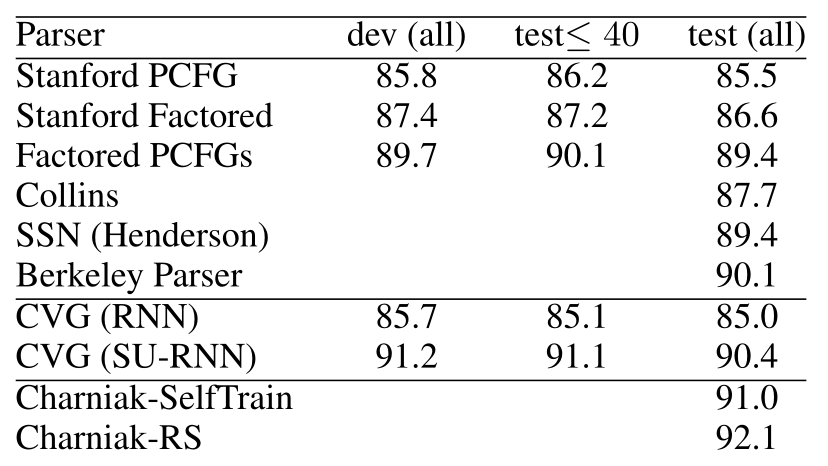 Parser dev (all) test≤ 40 test (all)
Stanford PCFG 85.8 86.2 85.5
Stanford Factored 87.4 87.2 86.6
Factored PCFGs 89.7 90.1 89.4
Collins 87.7
SSN (Henderson) 89.4
Berkeley Parser 90.1
CVG (RNN) 85.7 85.1 85.0
CVG (SU-RNN) 91.2 91.1 90.4
Charniak-SelfTrain 91.0
Charniak-RS 92.1